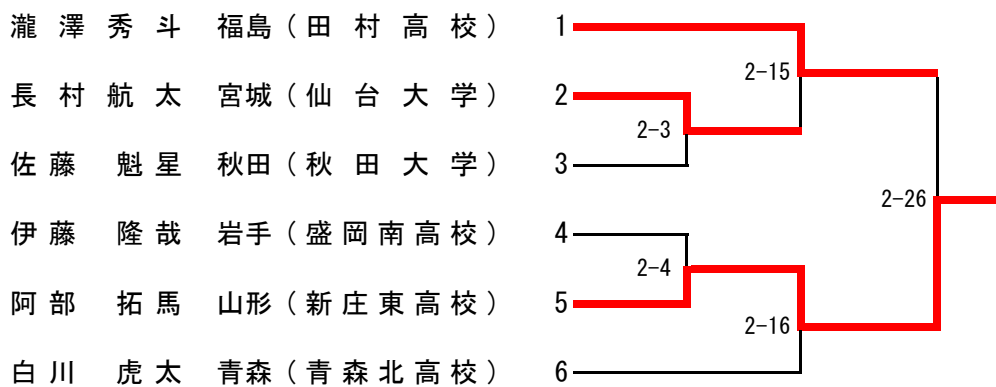 瀧澤秀斗 福島（田村高校） 1
2-15
長村航太 宮城（仙台大学） 2
2-3
佐藤 魁星 秋田（秋田大学） 3
2-26
伊藤 隆哉 岩手（盛岡南高校） 4
2-4
阿部 拓馬 山形（新庄東高校） 5
2-16
白川 虎太 青森（青森北高校） 6